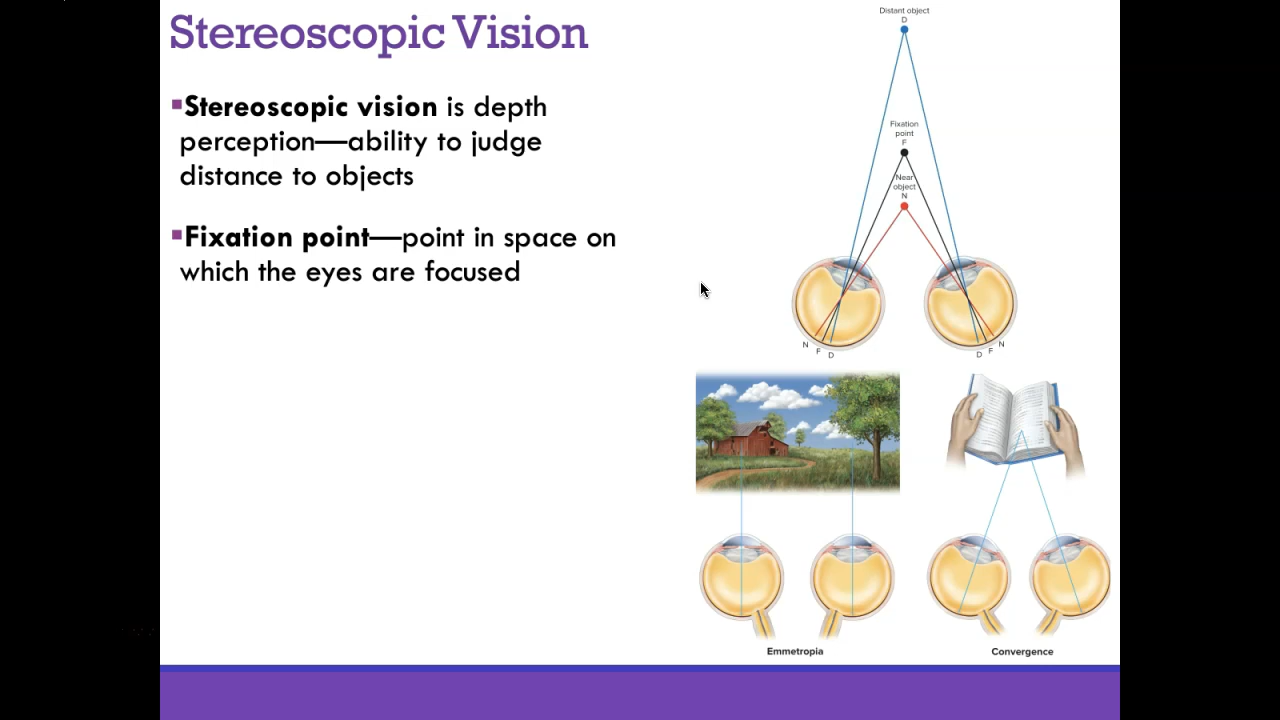 Stereoscopic Vision
▪Stereoscopic vision is depth
perception—ability to judge
distance to objects
▪Fixation point—point in space on
which the eyes are focused
Distant object
D
Fixation
point
F
Near
object
N
N F D
D F N
Emmetropia
Convergence